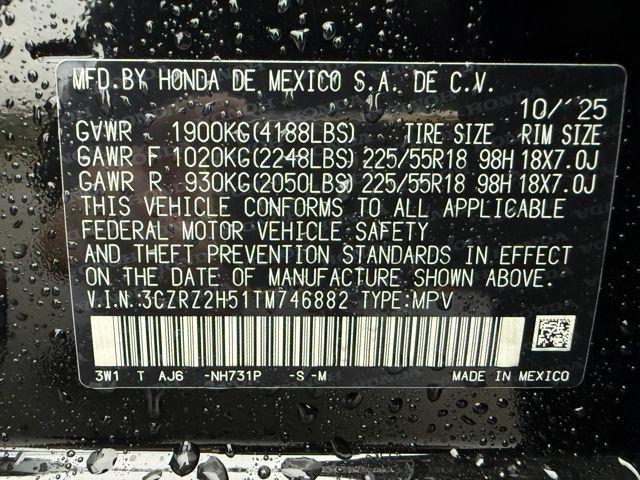 MFD.BY HONDA DE MEXICO S.A. DE C.V.
10/ '25
GVWR 1900KG(4188LBS) TIRE SIZE RIM SIZE
GAWR F 1020KG(2248LBS) 225/55R18 98H 18X7.0J
GAWR R 930KG(2050LBS) 225/55R18 98H 18X7.0J
THIS VEHICLE CONFORMS TO ALL APPLICABLE
FEDERAL MOTOR VEHICLE SAFETY
AND THEFT PREVENTION STANDARDS IN EFFECT
ON THE DATE OF MANUFACTURE SHOWN ABOVE.
V.I.N.:3CZRZ2H51TM746882 TYPE:MPV
3W1 T AJ6 -NH731P -S -M MADE IN MEXICO